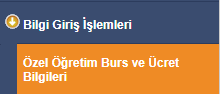 Bilgi Giriş İşlemleri
Özel Öğretim Burs ve Ücret
Bilgileri